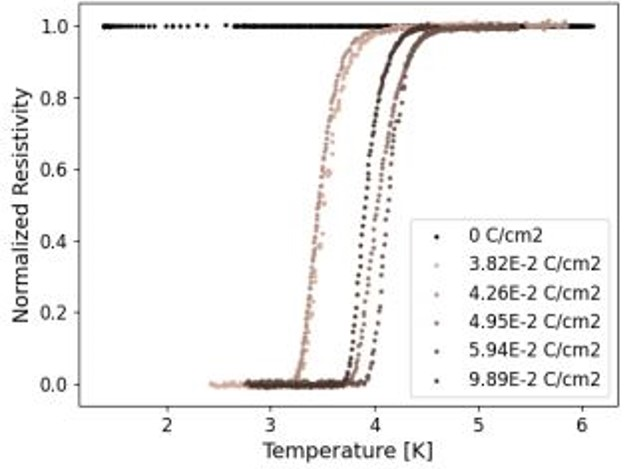 1.0
0.8
0.6
0.4
0.2
0.0
Normalized Resistivity
0 C/cm2
3.82E-2 C/cm2
4.26E-2 C/cm2
4.95E-2 C/cm2
5.94E-2 C/cm2
9.89E-2 C/cm2
2 3 4 5 6
Temperature [K]